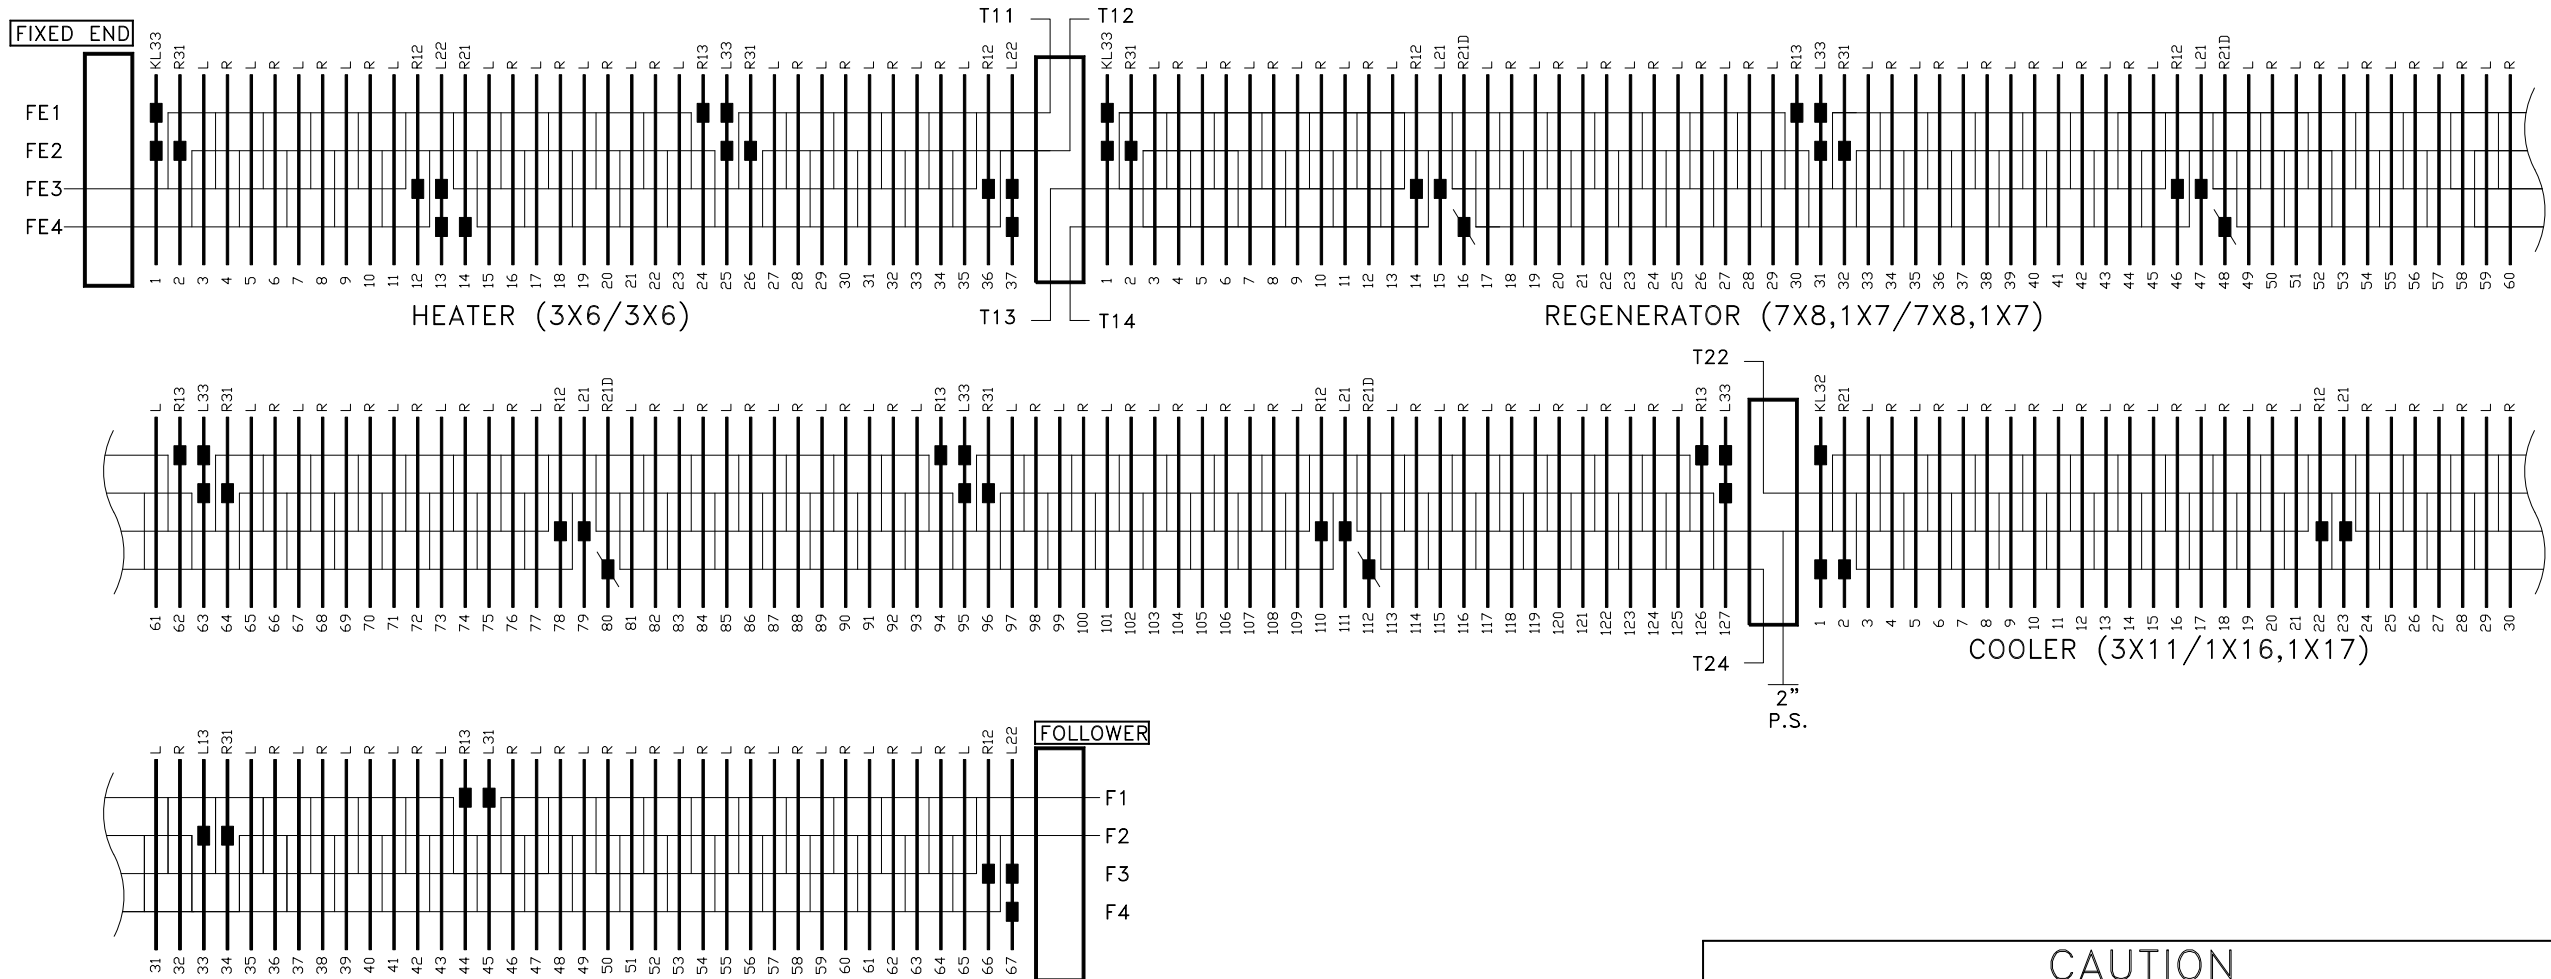 T11 T12
FIXED END
KL33 R31 L R L R L R L R L R12 L22 R21 L R L R L R L R L R13 L33 R31 L R L R L R L R L R12 L22
KL33 R31 L R L R L R L R L R L R12 L21 R21D L R L R L R L R L R L R L R13 L33 R31 L R L R L R L R L R L R L R12 L21 R21D L R L R L R L R L R L R
FE1
FE2
FE3
FE4
1 2 3 4 5 6 7 8 9 10 11 12 13 14 15 16 17 18 19 20 21 22 23 24 25 26 27 28 29 30 31 32 33 34 35 36 37
1 2 3 4 5 6 7 8 9 10 11 12 13 14 15 16 17 18 19 20 21 22 23 24 25 26 27 28 29 30 31 32 33 34 35 36 37 38 39 40 41 42 43 44 45 46 47 48 49 50 51 52 53 54 55 56 57 58 59 60
HEATER (3X6/3X6)
T13 T14
REGENERATOR (7X8,1X7/7X8,1X7)
T22
L R13 L33 R31 L R L R L R L R L R L R L R12 L21 R21D L R L R L R L R L R L R L R13 L33 R31 L R L R L R L R L R L R L R12 L21 R21D L R L R L R L R L R L R L R13 L33
KL32 R21 L R L R L R L R L R L R L R L R L R L R12 L21 R L R L R L R
61 62 63 64 65 66 67 68 69 70 71 72 73 74 75 76 77 78 79 80 81 82 83 84 85 86 87 88 89 90 91 92 93 94 95 96 97 98 99 100 101 102 103 104 105 106 107 108 109 110 111 112 113 114 115 116 117 118 119 120 121 122 123 124 125 126 127
1 2 3 4 5 6 7 8 9 10 11 12 13 14 15 16 17 18 19 20 21 22 23 24 25 26 27 28 29 30
T24
COOLER (3X11/1X16,1X17)
2”
P.S.
L R L13 R31 L R L R L R L R L R13 L31 R L R L R L R L R L R L R L R L R L R L R12 L22
FOLLOWER
F1
F2
F3
F4
31 32 33 34 35 36 37 38 39 40 41 42 43 44 45 46 47 48 49 50 51 52 53 54 55 56 57 58 59 60 61 62 63 64 65 66 67
CAUTION